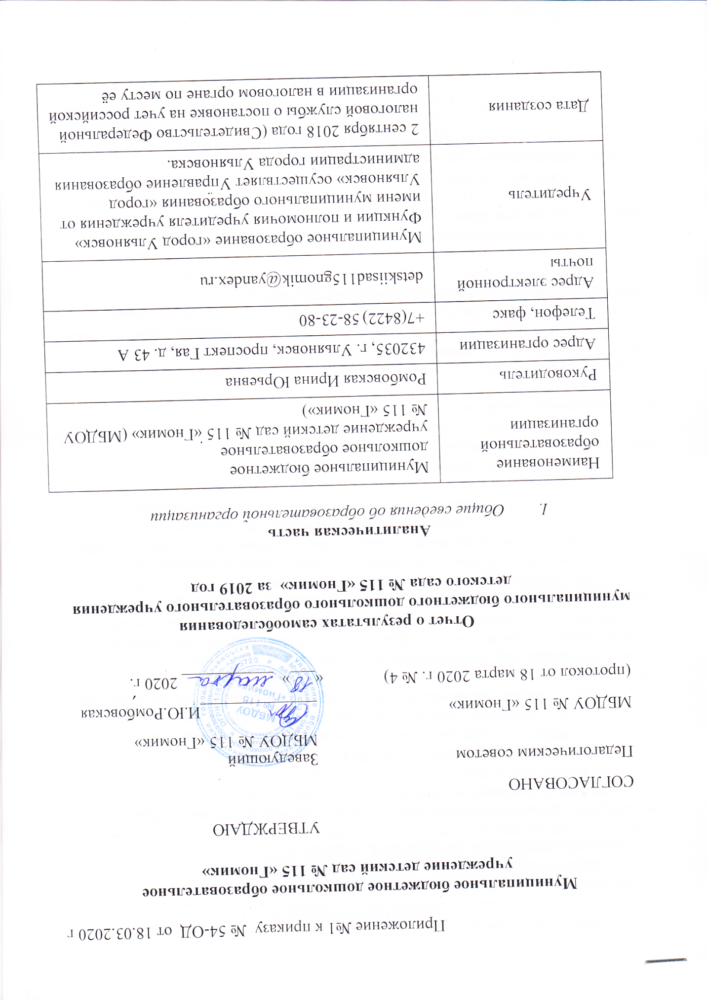 Приложение №1 к приказу № 54-ОД от 18.03.2020 г
Муниципальное бюджетное дошкольное образовательное
учреждение детский сад № 115 «Гномик»
УТВЕРЖДАЮ
СОГЛАСОВАНО
Педагогическим советом
МБДОУ № 115 «Гномик»
(протокол от 18 марта 2020 г. № 4)
Заведующий
МБДОУ № 115 «Гномик»
И.Ю.Ромбовская
«18» марта 2020 г.
МБДОУ
№ 115
«ГНОМИК»
Отчет о результатах самообследования
муниципального бюджетного дошкольного образовательного учреждения
детского сада № 115 «Гномик» за 2019 год
Аналитическая часть
I. Общие сведения об образовательной организации
Наименование
образовательной
организации
Муниципальное бюджетное
дошкольное образовательное
учреждение детский сад № 115 «Гномик» (МБДОУ
№ 115 «Гномик»)
Руководитель
Ромбовская Ирина Юрьевна
Адрес организации
432035, г. Ульяновск, проспект Гая, д. 43 А
Телефон, факс
+7(8422) 58-23-80
Адрес электронной
почты
detskiisad115gnomik@yandex.ru
Учредитель
Муниципальное образование «город Ульяновск»
Функции и полномочия учредителя учреждения от
имени муниципального образования «город
Ульяновск» осуществляет Управление образования
администрации города Ульяновска.
Дата создания
2 сентября 2018 года (Свидетельство Федеральной
налоговой службы о постановке на учет российской
организации в налоговом органе по месту её